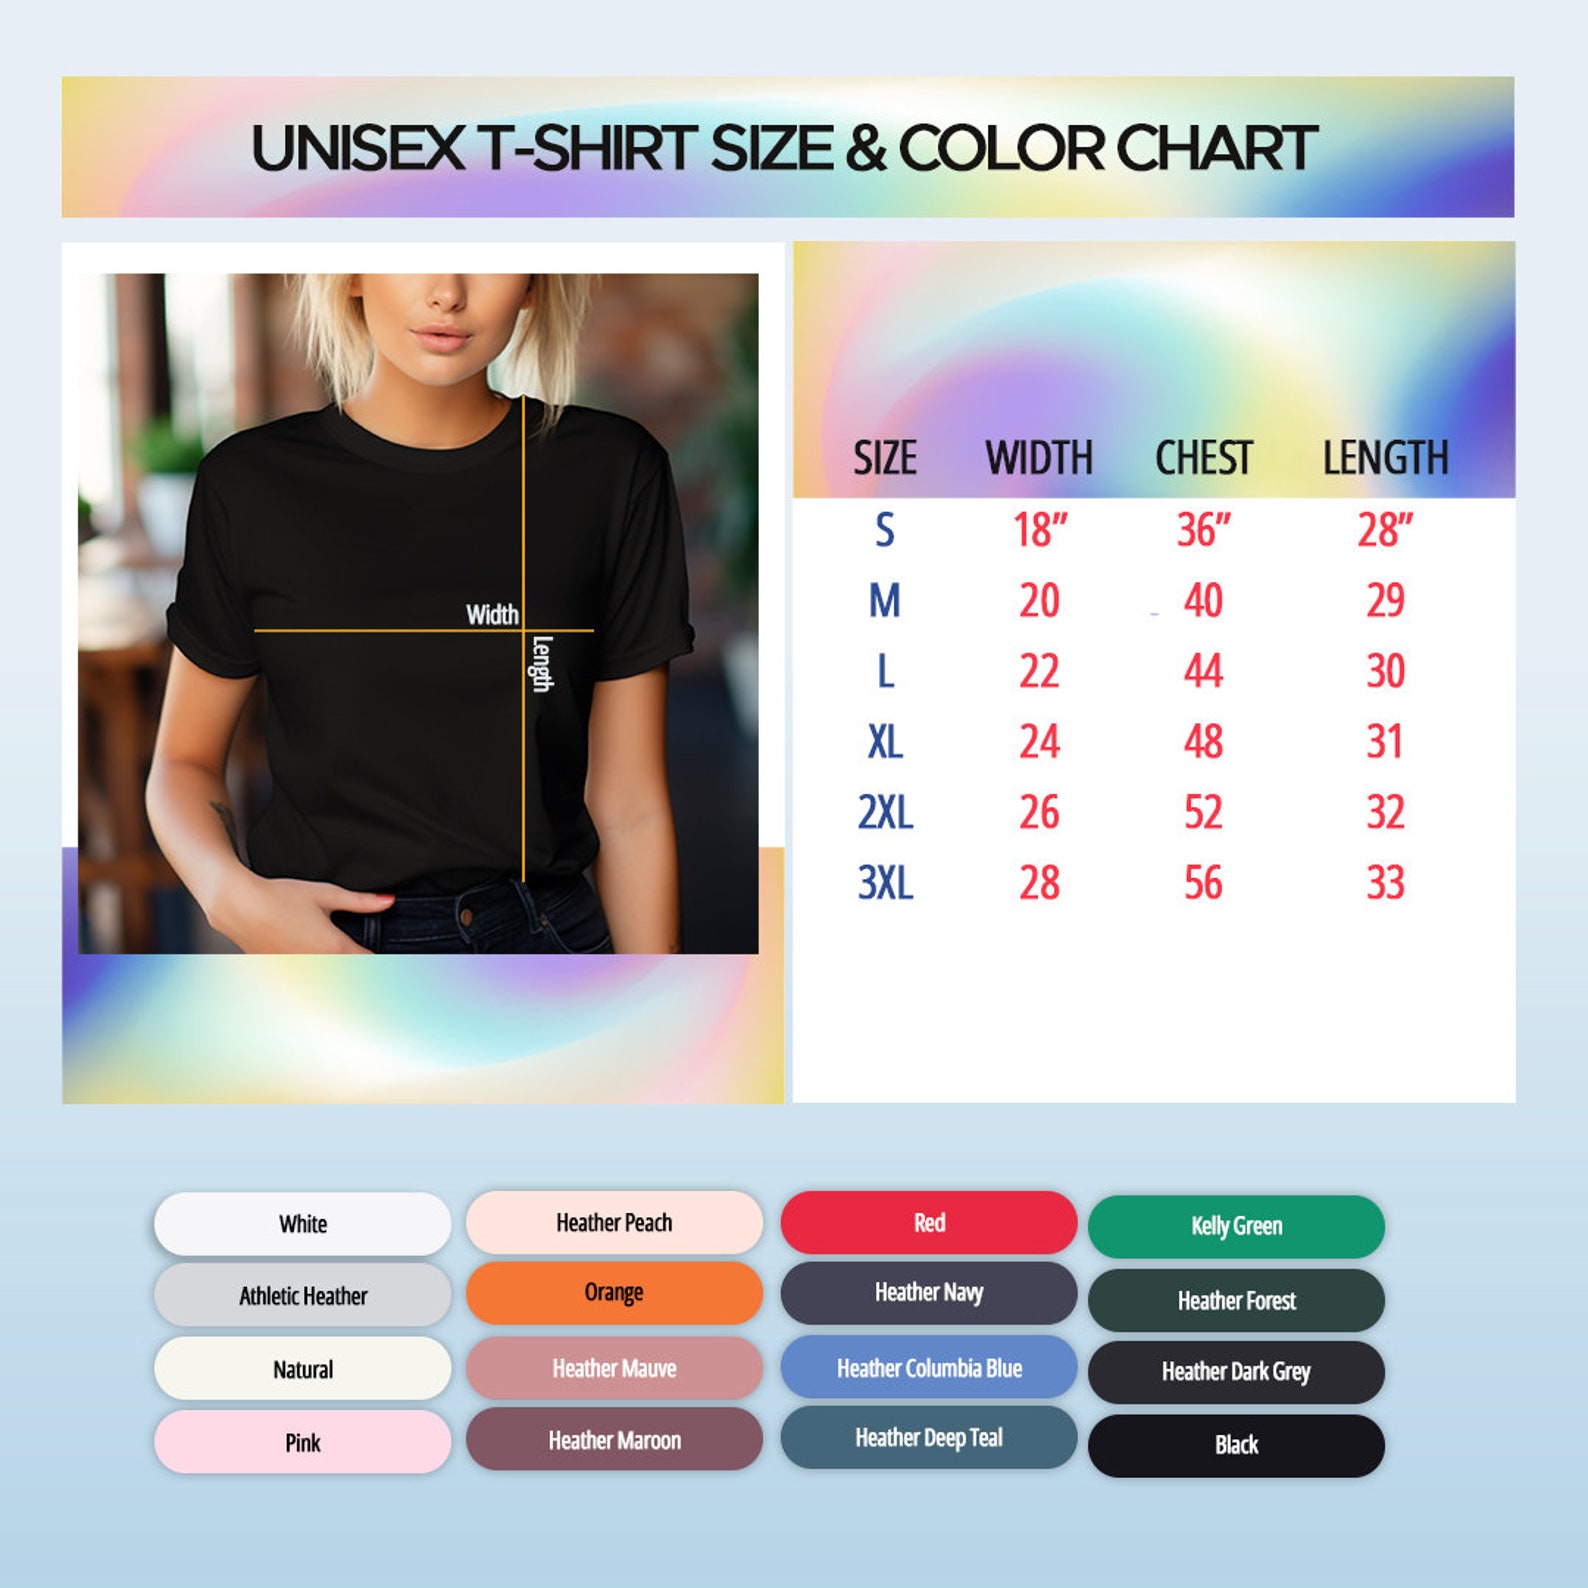 UNISEX T-SHIRT SIZE & COLOR CHART
Width
Length
SIZE WIDTH CHEST LENGTH
S 18” 36” 28”
M 20 40 29
L 22 44 30
XL 24 48 31
2XL 26 52 32
3XL 28 56 33
White Heather Peach Red Kelly Green
Athletic Heather Orange Heather Navy Heather Forest
Natural Heather Mauve Heather Columbia Blue Heather Dark Grey
Pink Heather Maroon Heather Deep Teal Black